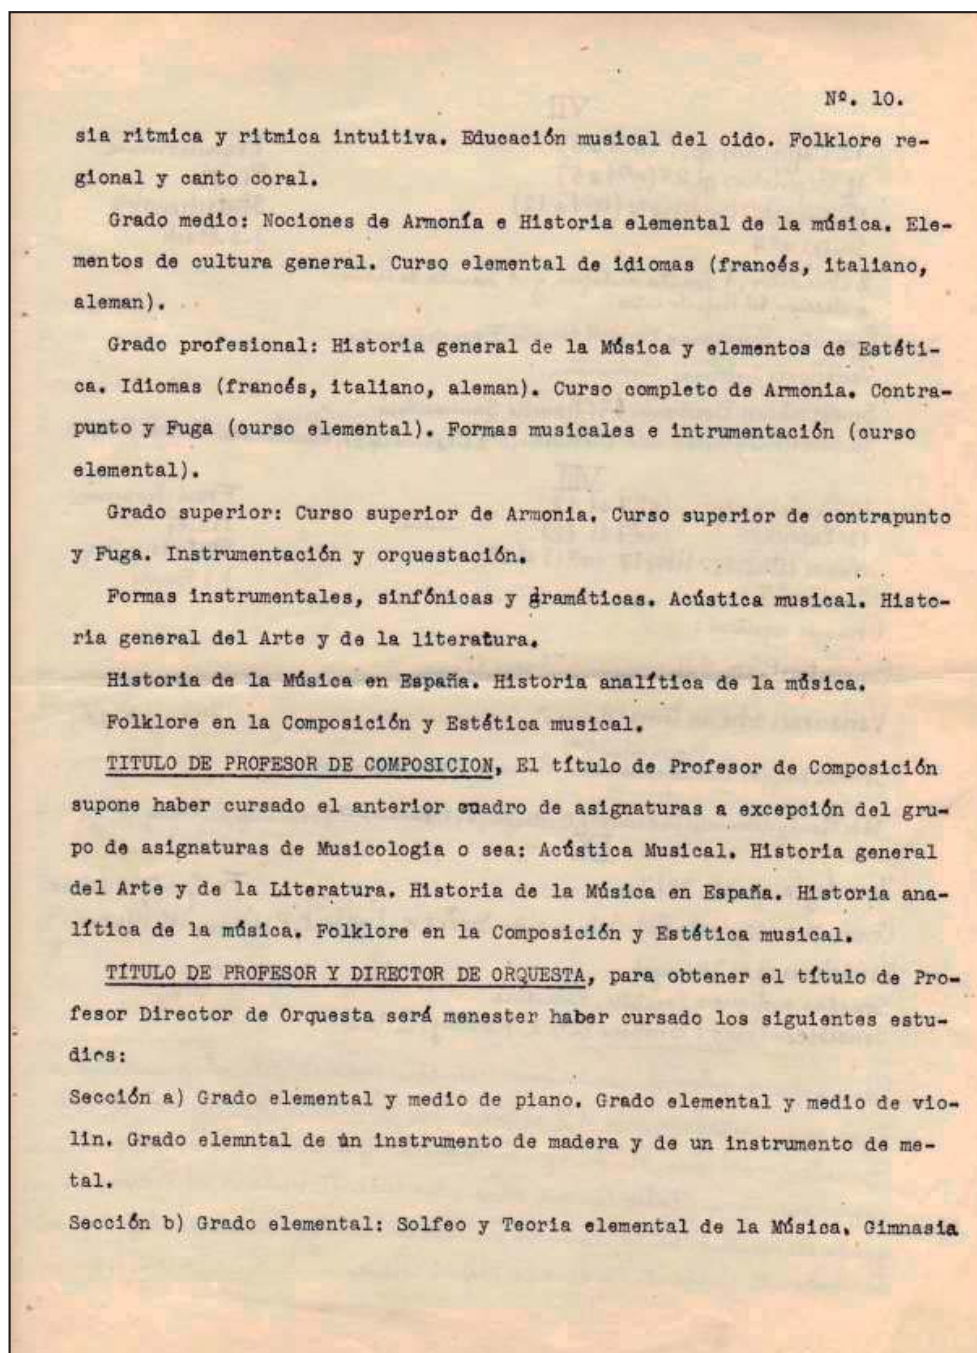 Nº. 10.
sia ritmica y ritmica intuitiva. Educación musical del oido. Folklore re-
gional y canto coral.
Grado medio: Nociones de Armonía e Historia elemental de la música. Ele-
mentos de cultura general. Curso elemental de idiomas (francés, italiano,
aleman).
Grado profesional: Historia general de la Música y elementos de Estéti-
ca. Idiomas (francés, italiano, aleman). Curso completo de Armonia. Contra-
punto y Fuga (curso elemental). Formas musicales e intrumentación (curso
elemental).
Grado superior: Curso superior de Armonia. Curso superior de contrapunto
y Fuga. Instrumentación y orquestación.
Formas instrumentales, sinfónicas y dramáticas. Acústica musical. Histo-
ria general del Arte y de la literatura.
Historia de la Música en España. Historia analítica de la música.
Folklore en la Composición y Estética musical.
TITULO DE PROFESOR DE COMPOSICION, El título de Profesor de Composición
supone haber cursado el anterior cuadro de asignaturas a excepción del gru-
po de asignaturas de Musicologia o sea: Acústica Musical. Historia general
del Arte y de la Literatura. Historia de la Música en España. Historia ana-
lítica de la música. Folklore en la Composición y Estética musical.
TÍTULO DE PROFESOR Y DIRECTOR DE ORQUESTA, para obtener el título de Pro-
fesor Director de Orquesta será menester haber cursado los siguientes estu-
dios:
Sección a) Grado elemental y medio de piano. Grado elemental y medio de vio-
lin. Grado elemntal de un instrumento de madera y de un instrumento de me-
tal.
Sección b) Grado elemental: Solfeo y Teoria elemental de la Música. Gimnasia